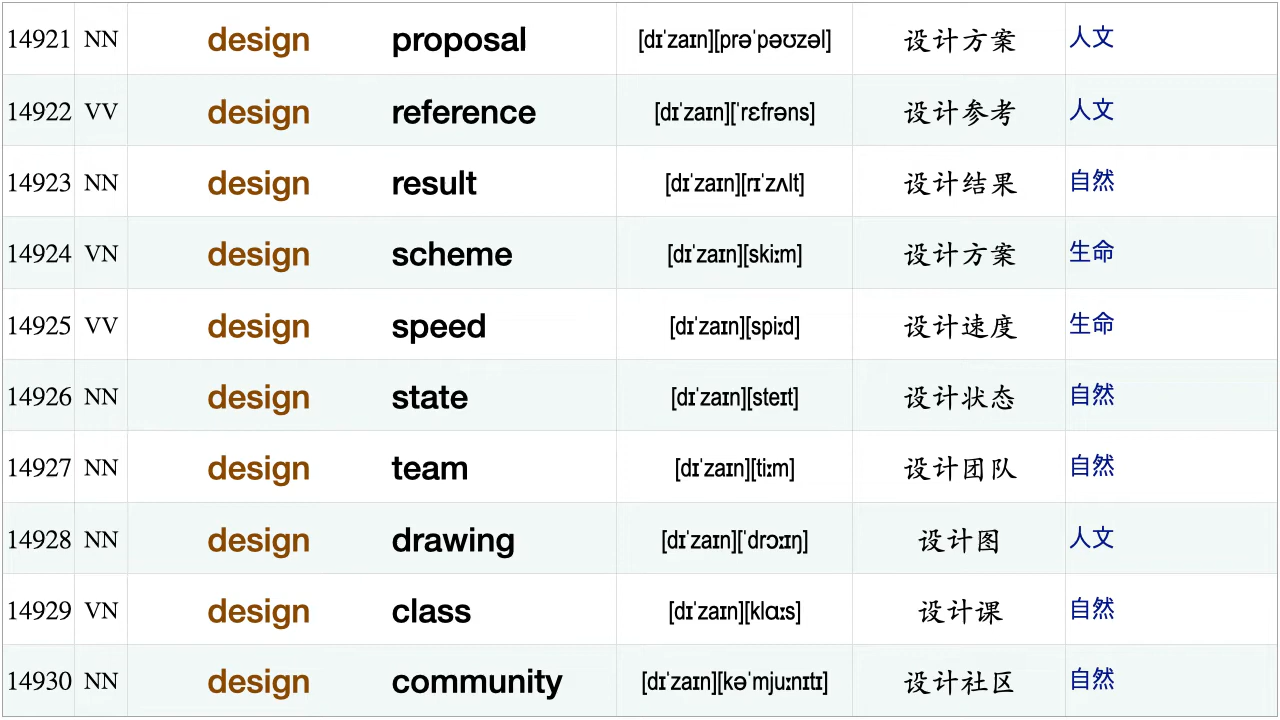 14921 NN design proposal [dɪˈzaɪn][prəˈpəʊzəl] 设计方案 人文
14922 VV design reference [dɪˈzaɪn][ˈrɛfrəns] 设计参考 人文
14923 NN design result [dɪˈzaɪn][rɪˈzʌlt] 设计结果 自然
14924 VN design scheme [dɪˈzaɪn][skiːm] 设计方案 生命
14925 VV design speed [dɪˈzaɪn][spiːd] 设计速度 生命
14926 NN design state [dɪˈzaɪn][steɪt] 设计状态 自然
14927 NN design team [dɪˈzaɪn][tiːm] 设计团队 自然
14928 NN design drawing [dɪˈzaɪn][ˈdrɔːɪŋ] 设计图 人文
14929 VN design class [dɪˈzaɪn][klɑːs] 设计课 自然
14930 NN design community [dɪˈzaɪn][kəˈmjuːnɪtɪ] 设计社区 自然